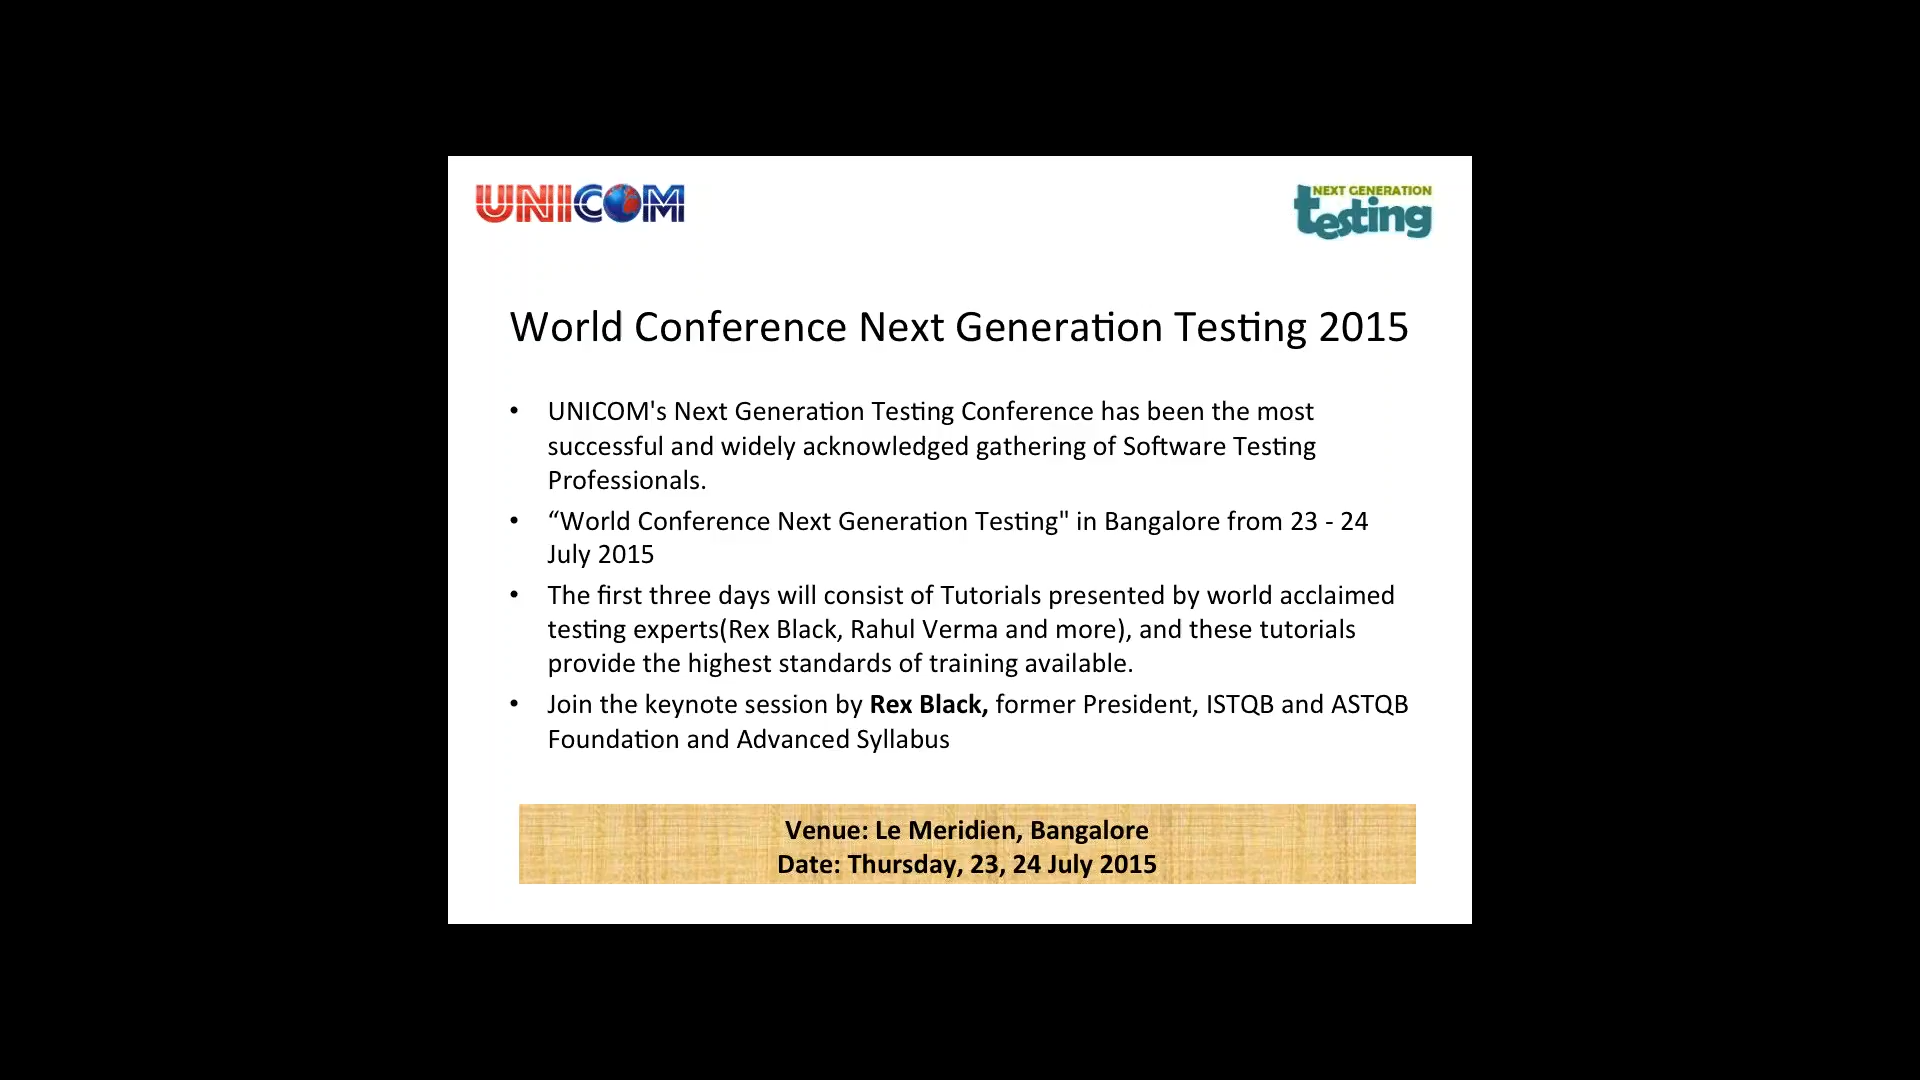 UNICOM
NEXT GENERATION
testing
World Conference Next Generation Testing 2015
• UNICOM's Next Generation Testing Conference has been the most
successful and widely acknowledged gathering of Software Testing
Professionals.
• “World Conference Next Generation Testing" in Bangalore from 23 - 24
July 2015
• The first three days will consist of Tutorials presented by world acclaimed
testing experts(Rex Black, Rahul Verma and more), and these tutorials
provide the highest standards of training available.
• Join the keynote session by Rex Black, former President, ISTQB and ASTQB
Foundation and Advanced Syllabus
Venue: Le Meridien, Bangalore
Date: Thursday, 23, 24 July 2015